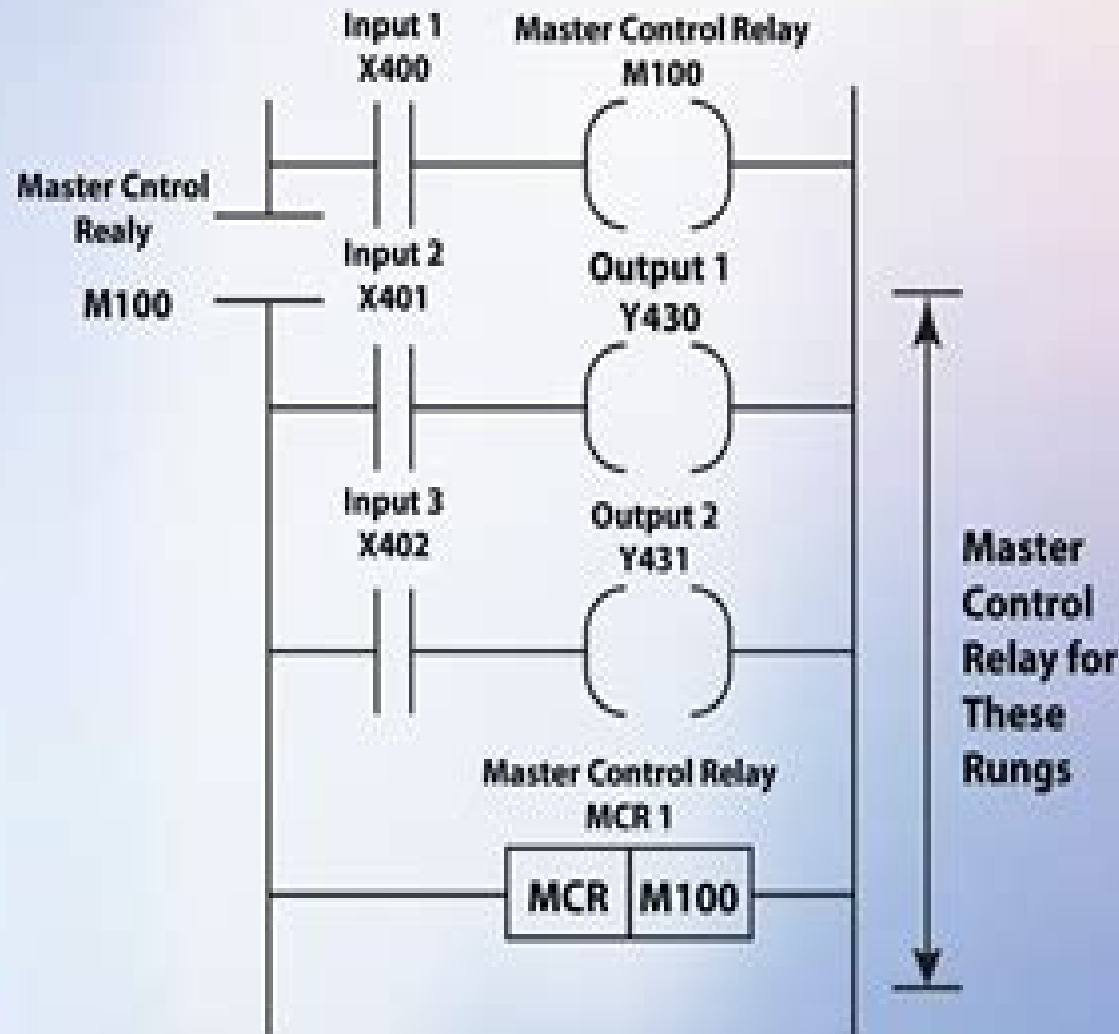 Input 1
X400
Master Control Relay
M100
Master Cntrol
Realy
M100
Input 2
X401
Output 1
Y430
Input 3
X402
Output 2
Y431
Master Control Relay
MCR 1
MCR M100
Master
Control
Relay for
These
Rungs